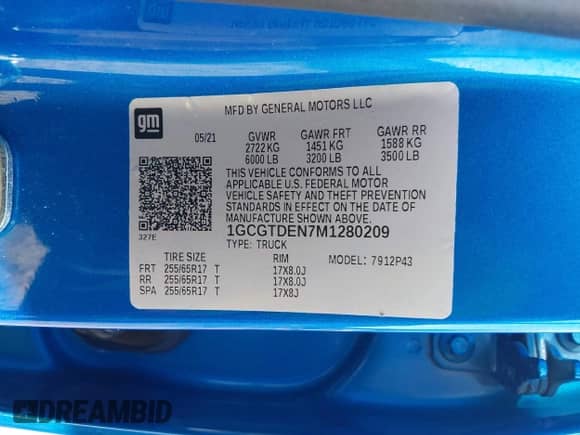 gm
MFD BY GENERAL MOTORS LLC
05/21 GVWR GAWR FRT GAWR RR
2722 KG 1451 KG 1588 KG
6000 LB 3200 LB 3500 LB
THIS VEHICLE CONFORMS TO ALL
APPLICABLE U.S. FEDERAL MOTOR
VEHICLE SAFETY AND THEFT PREVENTION
STANDARDS IN EFFECT ON THE DATE OF
MANUFACTURE SHOWN ABOVE.
327E
1GCGTDEN7M1280209
TYPE: TRUCK
TIRE SIZE RIM MODEL: 7912P43
FRT 255/65R17 T 17X8.0J
RR 255/65R17 T 17X8.0J
SPA 255/65R17 T 17X8J
DREAMBID